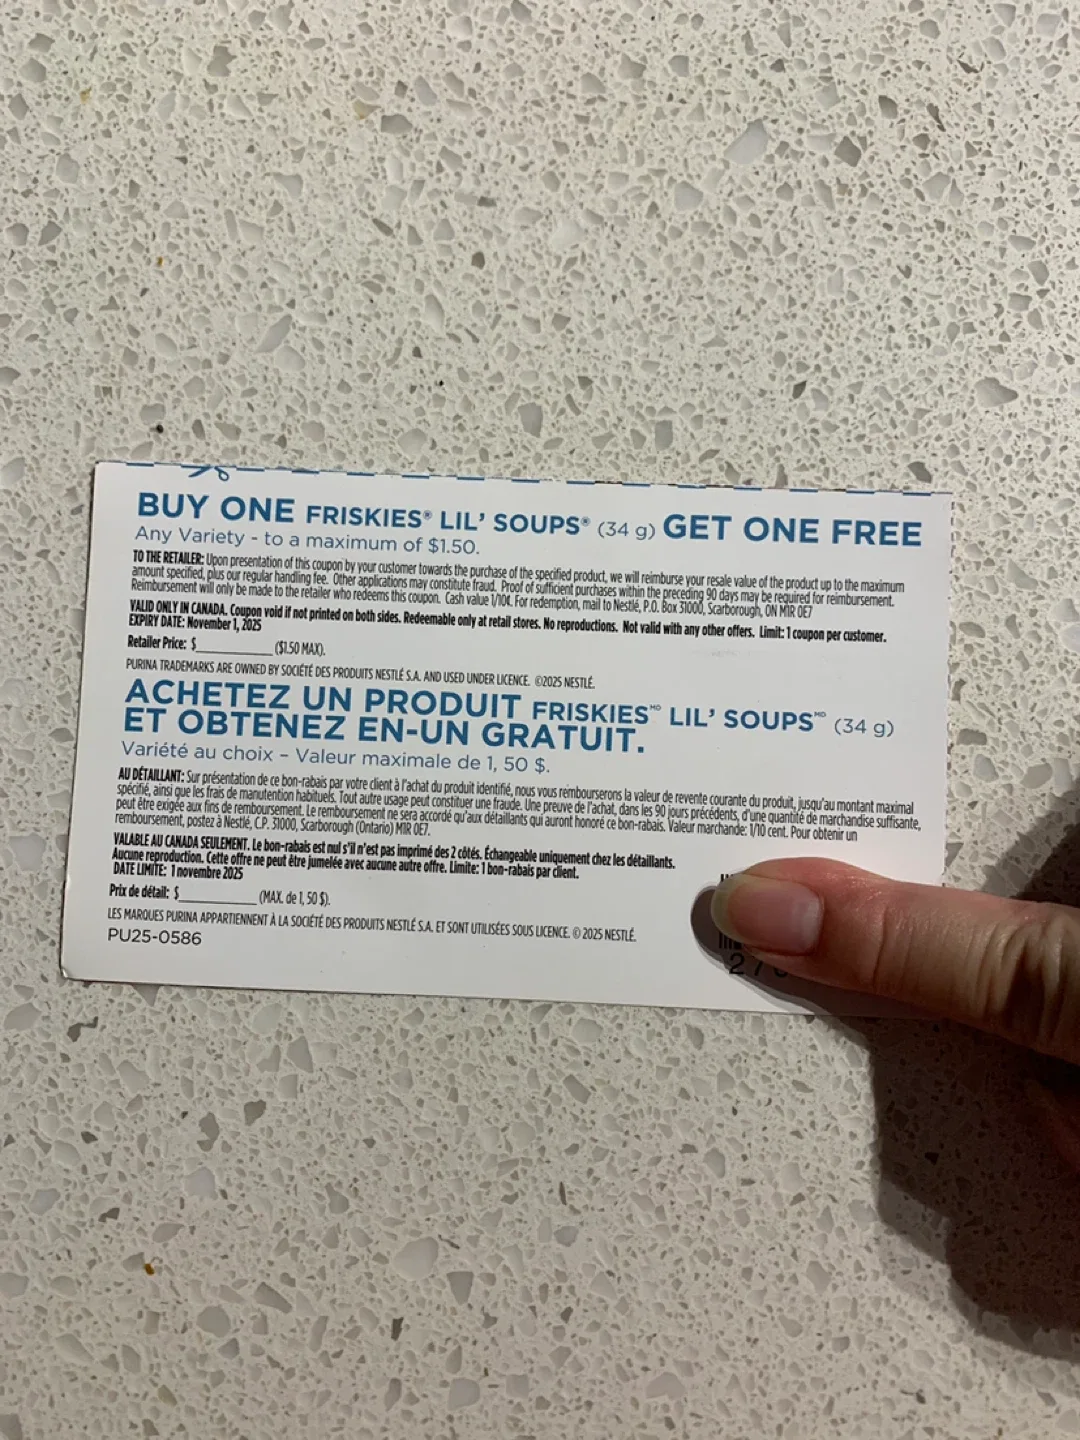 BUY ONE FRISKIES® LIL' SOUPS® (34 g) GET ONE FREE
Any Variety - to a maximum of $1.50.
TO THE RETAILER: Upon presentation of this coupon by your customer towards the purchase of the specified product, we will reimburse your resale value of the product up to the maximum
amount specified, plus our regular handling fee. Other applications may constitute fraud. Proof of sufficient purchases within the preceding 90 days may be required for reimbursement.
Reimbursement will only be made to the retailer who redeems this coupon. Cash value 1/10¢. For redemption, mail to Nestlé, P.O. Box 31000, Scarborough, ON M1R 0E7
VALID ONLY IN CANADA. Coupon void if not printed on both sides. Redeemable only at retail stores. No reproductions. Not valid with any other offers. Limit: 1 coupon per customer.
EXPIRY DATE: November 1, 2025
Retailer Price: $____________ ($1.50 MAX).
PURINA TRADEMARKS ARE OWNED BY SOCIÉTÉ DES PRODUITS NESTLÉ S.A. AND USED UNDER LICENCE. ©2025 NESTLÉ.
ACHETEZ UN PRODUIT FRISKIES MD LIL' SOUPS MD (34 g)
ET OBTENEZ EN-UN GRATUIT.
Variété au choix – Valeur maximale de 1, 50 $.
AU DÉTAILLANT: Sur présentation de ce bon-rabais par votre client à l'achat du produit identifié, nous vous rembourserons la valeur de revente courante du produit, jusqu'au montant maximal
spécifié, ainsi que les frais de manutention habituels. Tout autre usage peut constituer une fraude. Une preuve de l'achat, dans les 90 jours précédents, d'une quantité de marchandise suffisante,
peut être exigée aux fins de remboursement. Le remboursement ne sera accordé qu'aux détaillants qui auront honoré ce bon-rabais. Valeur marchande: 1/10 cent. Pour obtenir un
remboursement, postez à Nestlé, C.P. 31000, Scarborough (Ontario) M1R 0E7.
VALABLE AU CANADA SEULEMENT. Le bon-rabais est nul s'il n'est pas imprimé des 2 côtés. Échangeable uniquement chez les détaillants.
Aucune reproduction. Cette offre ne peut être jumelée avec aucune autre offre. Limite: 1 bon-rabais par client.
DATE LIMITE: 1 novembre 2025
Prix de détail: $____________ (MAX. de 1, 50 $).
LES MARQUES PURINA APPARTIENNENT À LA SOCIÉTÉ DES PRODUITS NESTLÉ S.A. ET SONT UTILISÉES SOUS LICENCE. © 2025 NESTLÉ.
PU25-0586